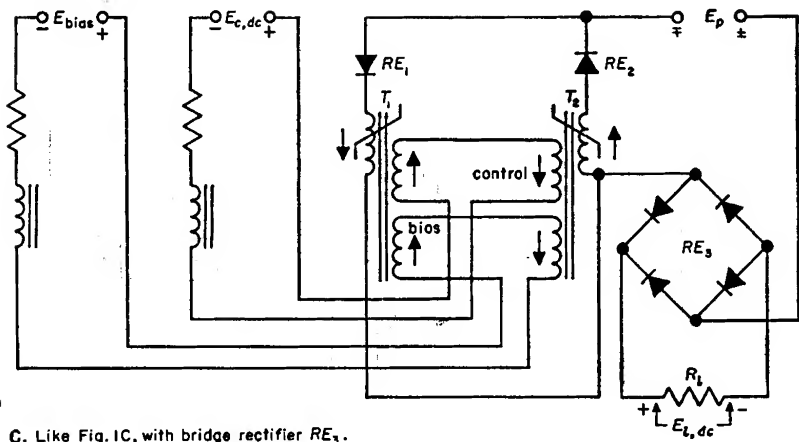 − E_bias +
− E_c,dc +
∓ E_p ±
RE_1
RE_2
T_1
T_2
control
bias
RE_3
R_l
+ E_l,dc −
C. Like Fig. 1C, with bridge rectifier RE_3.